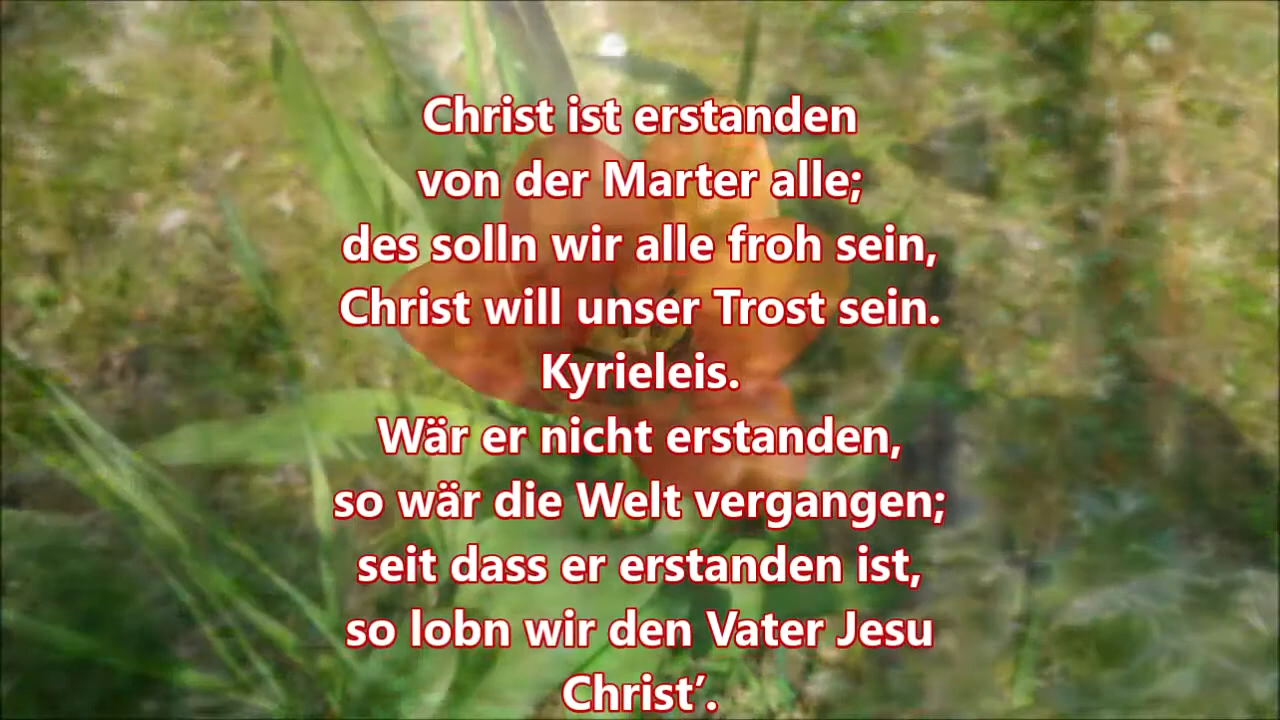 Christ ist erstanden
von der Marter alle;
des solln wir alle froh sein,
Christ will unser Trost sein.
Kyrieleis.
Wär er nicht erstanden,
so wär die Welt vergangen;
seit dass er erstanden ist,
so lobn wir den Vater Jesu
Christ’.